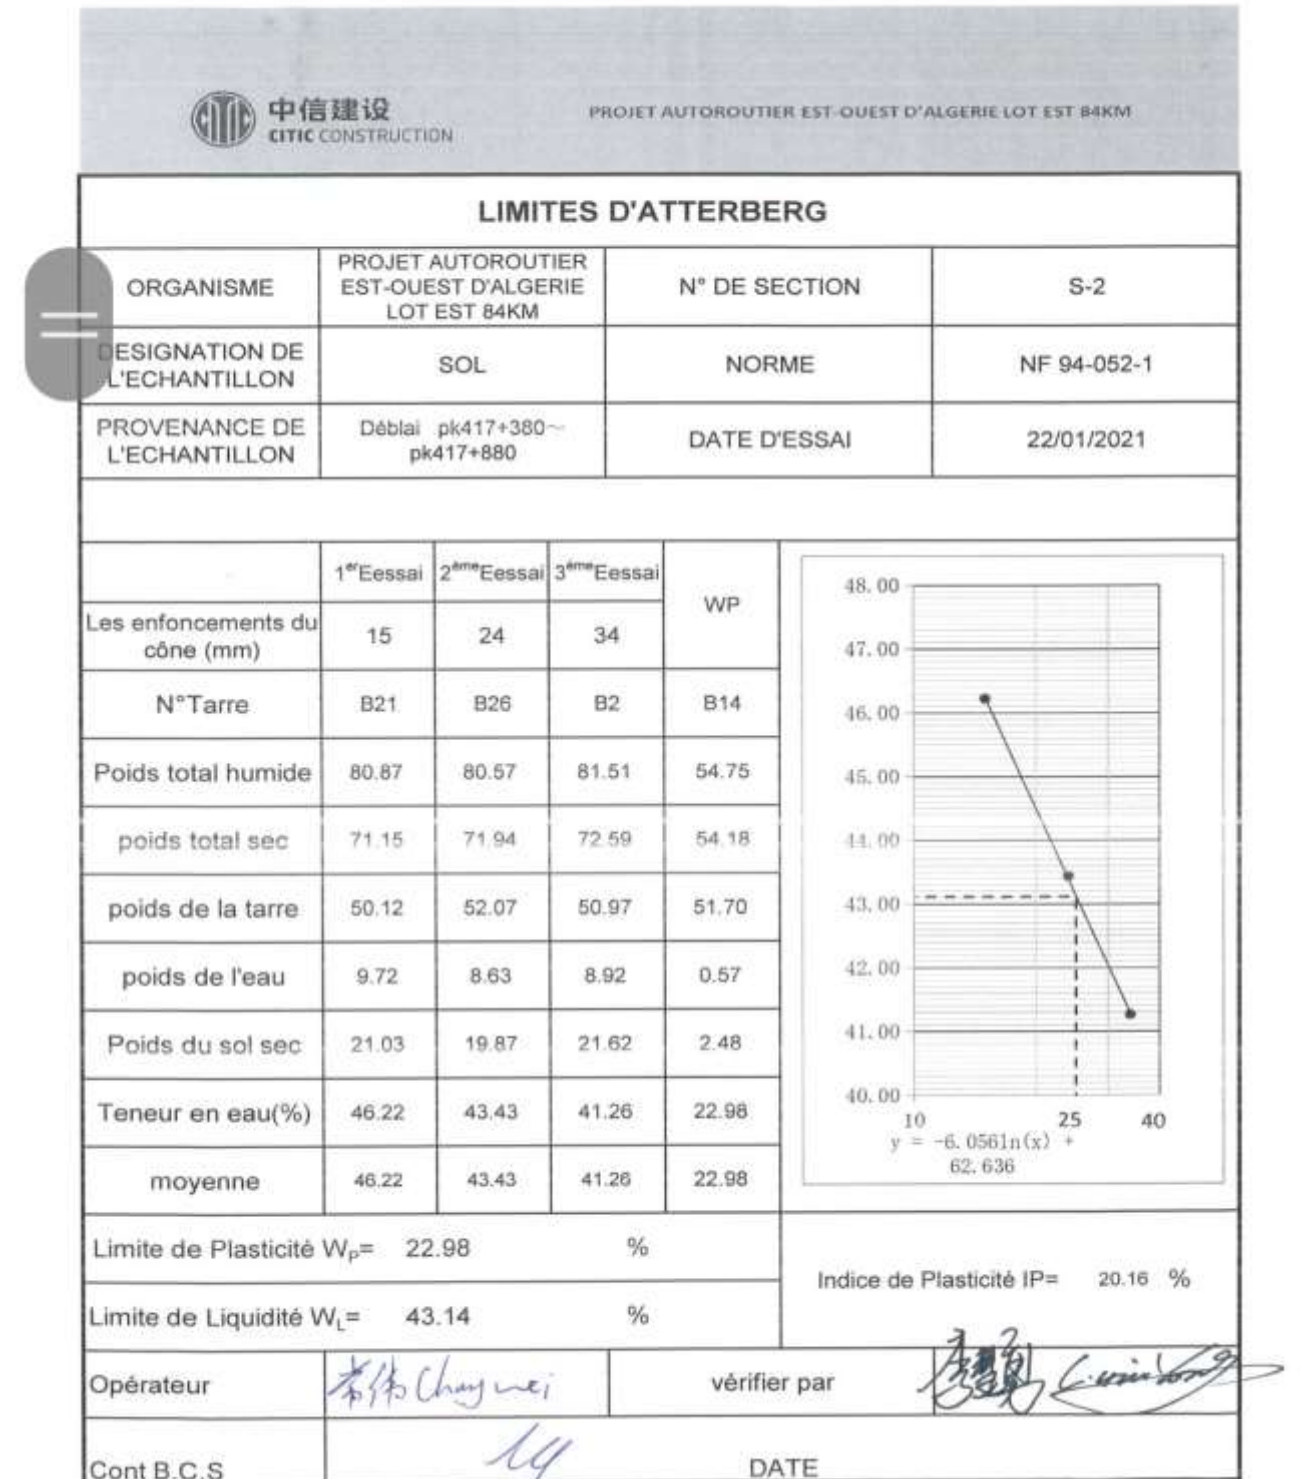 中信建设
CITIC CONSTRUCTION
PROJET AUTOROUTIER EST-OUEST D'ALGERIE LOT EST 84KM
LIMITES D'ATTERBERG
ORGANISME
PROJET AUTOROUTIER
EST-OUEST D'ALGERIE
LOT EST 84KM
N° DE SECTION
S-2
DESIGNATION DE
L'ECHANTILLON
SOL
NORME
NF 94-052-1
PROVENANCE DE
L'ECHANTILLON
Déblai pk417+380~
pk417+880
DATE D'ESSAI
22/01/2021
1erEessai 2émeEessai 3émeEessai WP
Les enfoncements du
cône (mm)
15 24 34
N°Tarre B21 B26 B2 B14
Poids total humide 80.87 80.57 81.51 54.75
poids total sec 71.15 71.94 72.59 54.18
poids de la tarre 50.12 52.07 50.97 51.70
poids de l'eau 9.72 8.63 8.92 0.57
Poids du sol sec 21.03 19.87 21.62 2.48
Teneur en eau(%) 46.22 43.43 41.26 22.98
moyenne 46.22 43.43 41.26 22.98
48.00
47.00
46.00
45.00
44.00
43.00
42.00
41.00
40.00
10 25 40
y = -6.056ln(x) +
62.636
Limite de Plasticité WP= 22.98 %
Limite de Liquidité WL= 43.14 %
Indice de Plasticité IP= 20.16 %
Opérateur
常伟 Chang wei
vérifier par
Cont B.C.S
DATE